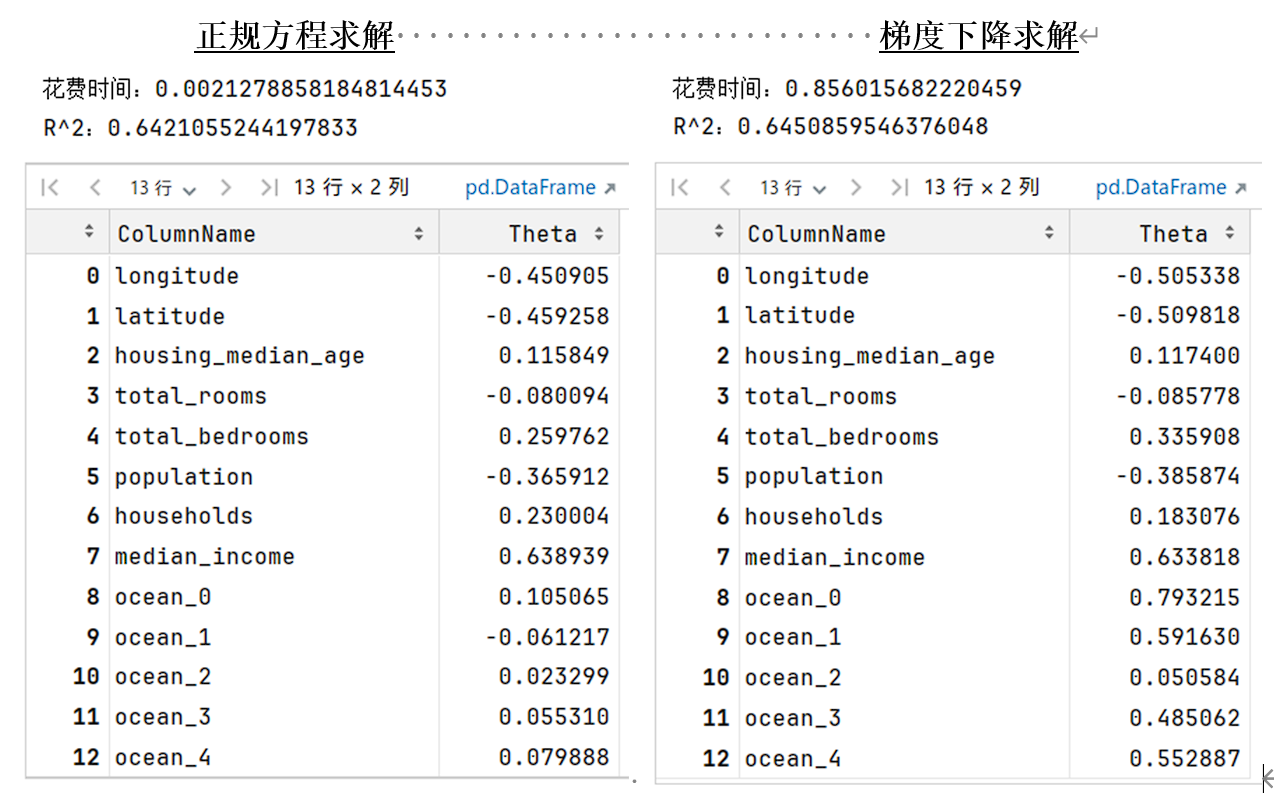 正规方程求解····························梯度下降求解↵
花费时间：0.0021278858184814453
R^2：0.6421055244197833
13 行 13 行 × 2 列 pd.DataFrame
ColumnName Theta
0 longitude -0.450905
1 latitude -0.459258
2 housing_median_age 0.115849
3 total_rooms -0.080094
4 total_bedrooms 0.259762
5 population -0.365912
6 households 0.230004
7 median_income 0.638939
8 ocean_0 0.105065
9 ocean_1 -0.061217
10 ocean_2 0.023299
11 ocean_3 0.055310
12 ocean_4 0.079888
花费时间：0.856015682220459
R^2：0.6450859546376048
13 行 13 行 × 2 列 pd.DataFrame
ColumnName Theta
0 longitude -0.505338
1 latitude -0.509818
2 housing_median_age 0.117400
3 total_rooms -0.085778
4 total_bedrooms 0.335908
5 population -0.385874
6 households 0.183076
7 median_income 0.633818
8 ocean_0 0.793215
9 ocean_1 0.591630
10 ocean_2 0.050584
11 ocean_3 0.485062
12 ocean_4 0.552887